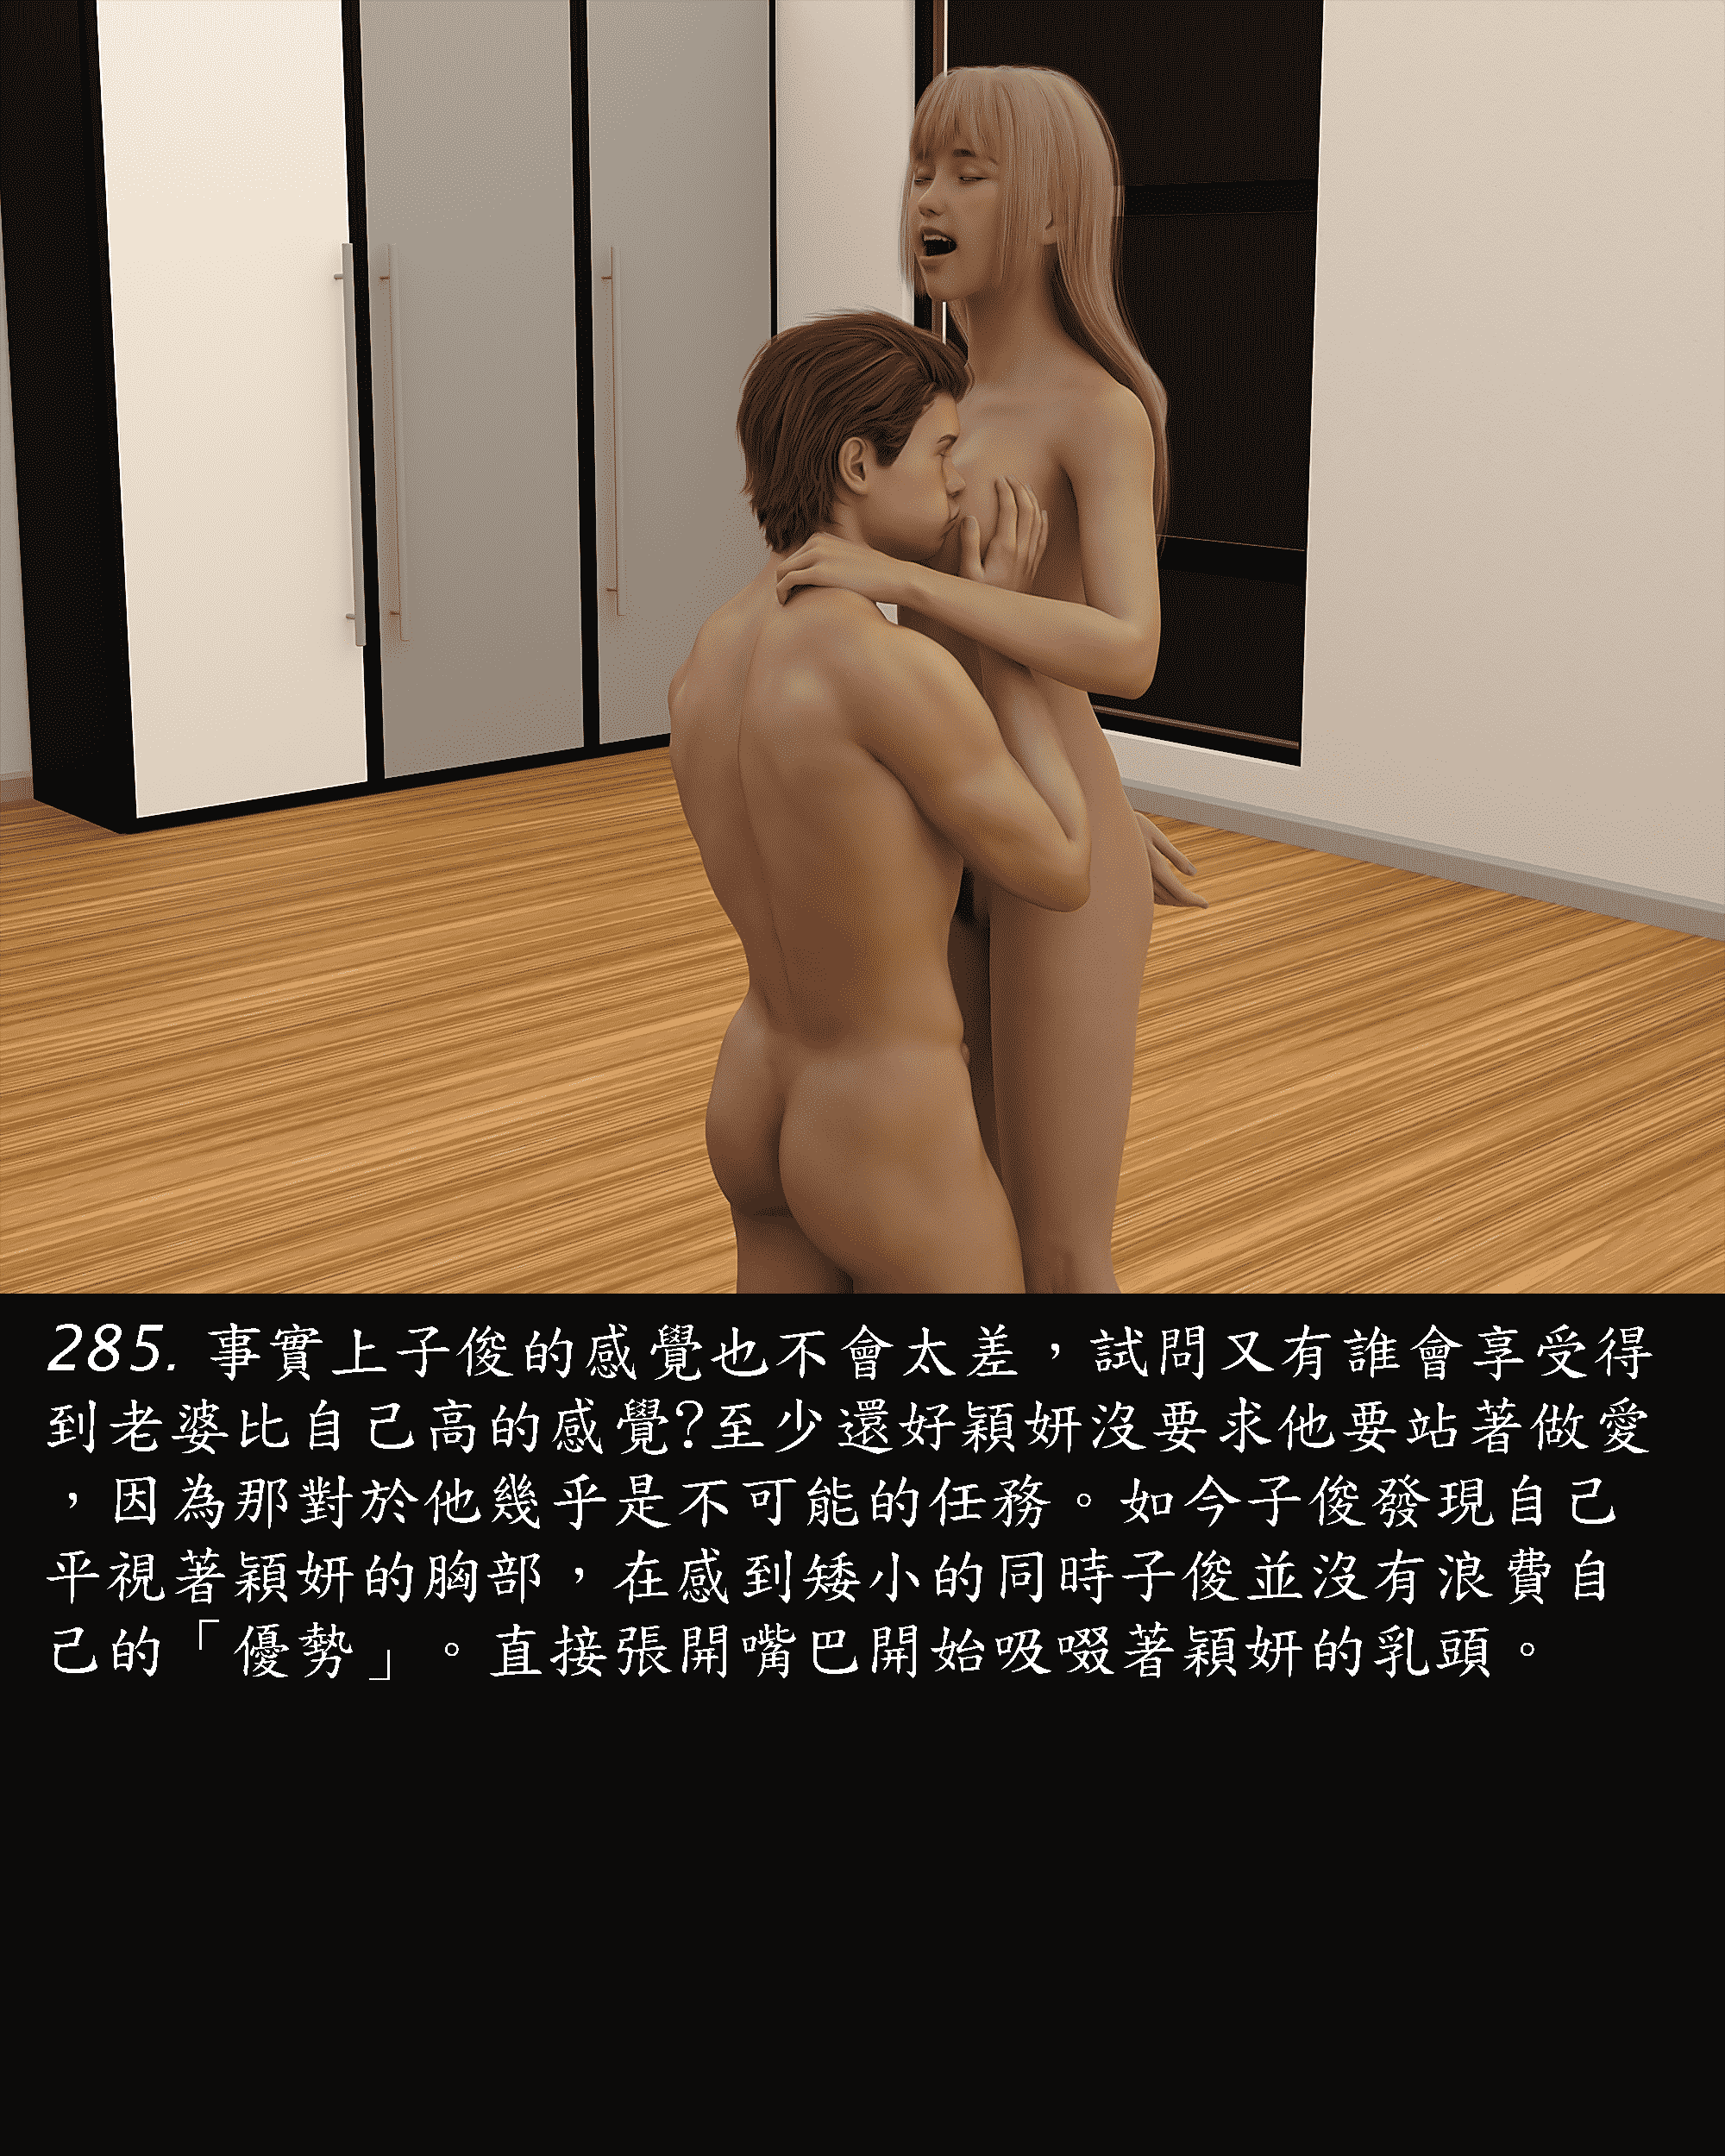 285. 事實上子俊的感覺也不會太差，試問又有誰會享受得
到老婆比自己高的感覺?至少還好穎妍沒要求他要站著做愛
，因為那對於他幾乎是不可能的任務。如今子俊發現自己
平視著穎妍的胸部，在感到矮小的同時子俊並沒有浪費自
己的「優勢」。直接張開嘴巴開始吸啜著穎妍的乳頭。